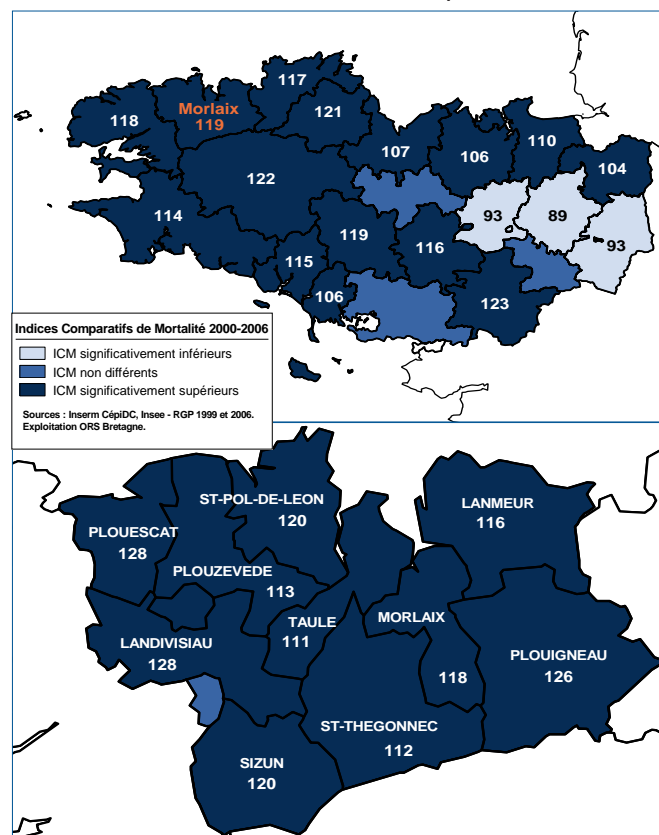 117
Morlaix
119
121
118
110
107
106
104
122
93
89
93
114
119
116
115
106
123
Indices Comparatifs de Mortalité 2000-2006
ICM significativement inférieurs
ICM non différents
ICM significativement supérieurs
Sources : Inserm CépiDC, Insee - RGP 1999 et 2006.
Exploitation ORS Bretagne.
ST-POL-DE-LEON
120
LANMEUR
116
PLOUESCAT
128
PLOUZEVEDE
113
TAULE
111
MORLAIX
118
LANDIVISIAU
128
PLOUIGNEAU
126
ST-THEGONNEC
112
SIZUN
120